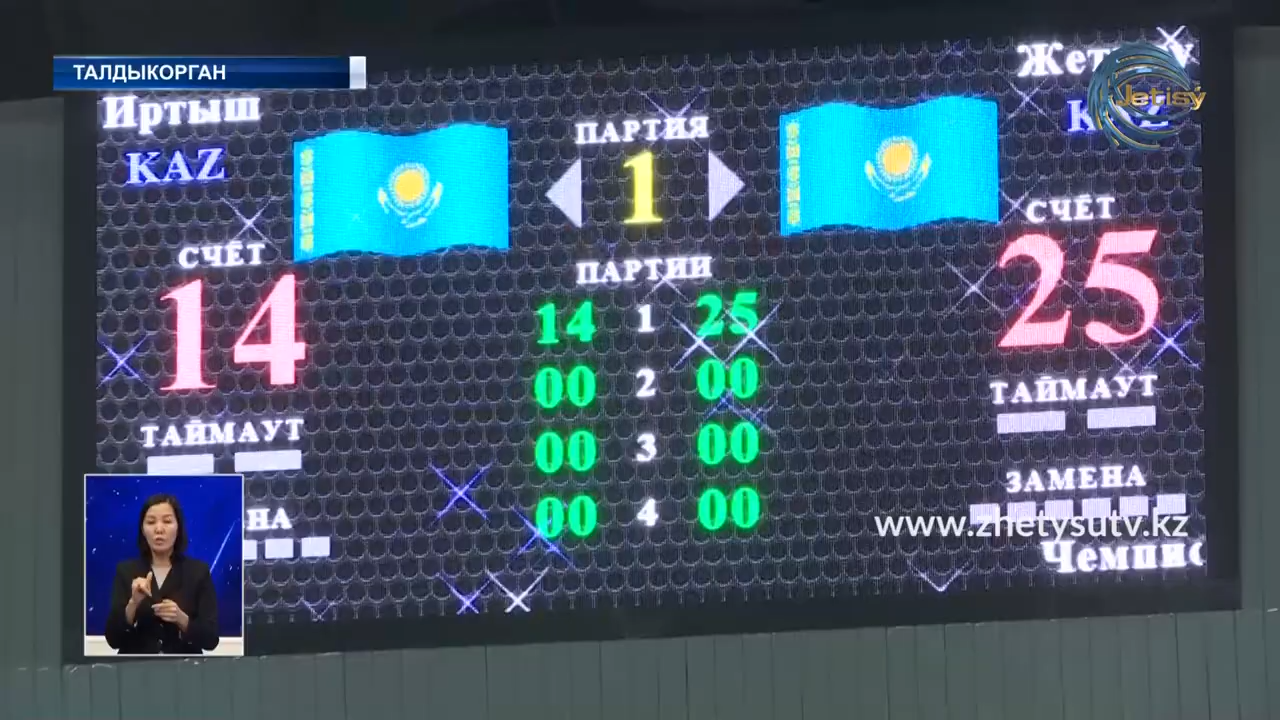 ТАЛДЫКОРГАН
Jetisý
Иртыш
KAZ
СЧЁТ
14
ТАЙМАУТ
ПАРТИЯ
1
ПАРТИИ
14 1 25
00 2 00
00 3 00
00 4 00
KAZ
СЧЁТ
25
ТАЙМАУТ
ЗАМЕНА
www.zhetysutv.kz